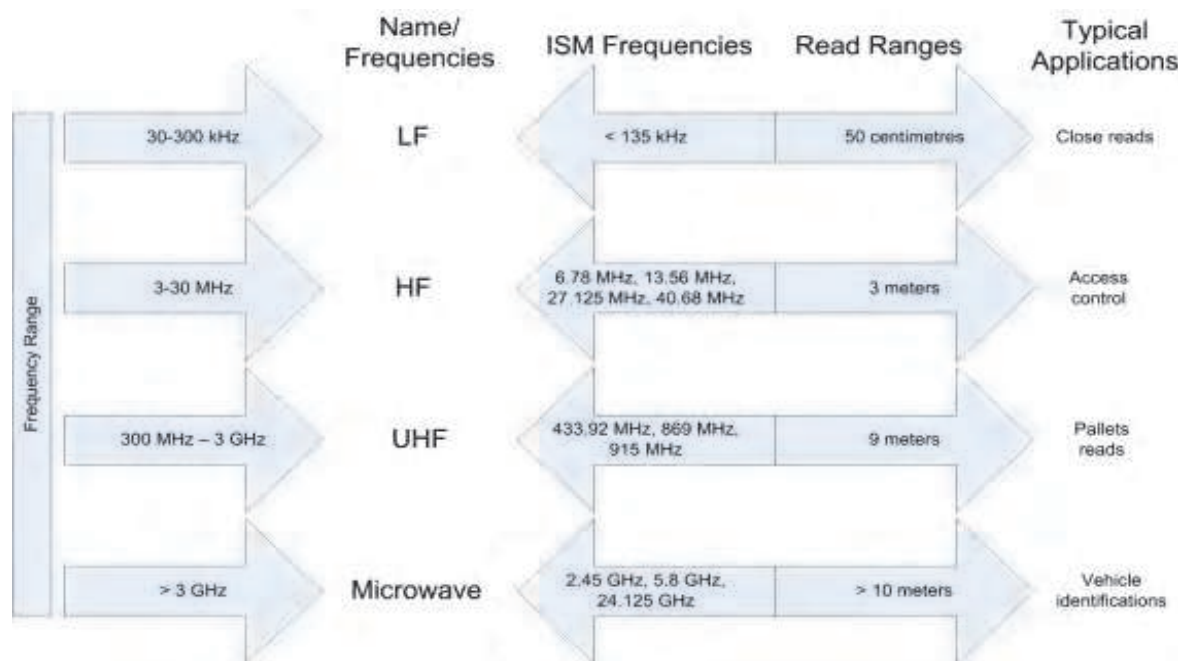 Name/
Frequencies
ISM Frequencies
Read Ranges
Typical
Applications
Frequency Range
30-300 kHz
LF
< 135 kHz
50 centimetres
Close reads
3-30 MHz
HF
6.78 MHz, 13.56 MHz,
27.125 MHz, 40.68 MHz
3 meters
Access
control
300 MHz – 3 GHz
UHF
433.92 MHz, 869 MHz,
915 MHz
9 meters
Pallets
reads
> 3 GHz
Microwave
2.45 GHz, 5.8 GHz,
24.125 GHz
> 10 meters
Vehicle
identifications